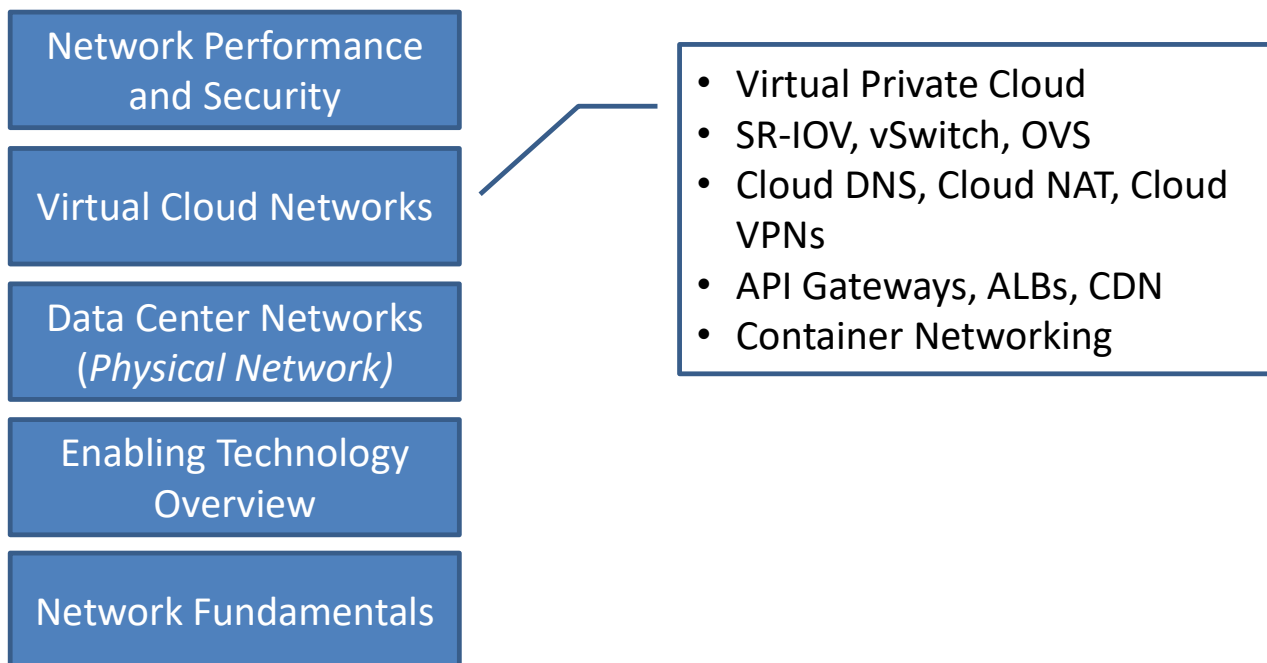 Network Performance
and Security
Virtual Cloud Networks
Data Center Networks
(Physical Network)
Enabling Technology
Overview
Network Fundamentals
• Virtual Private Cloud
• SR-IOV, vSwitch, OVS
• Cloud DNS, Cloud NAT, Cloud
VPNs
• API Gateways, ALBs, CDN
• Container Networking